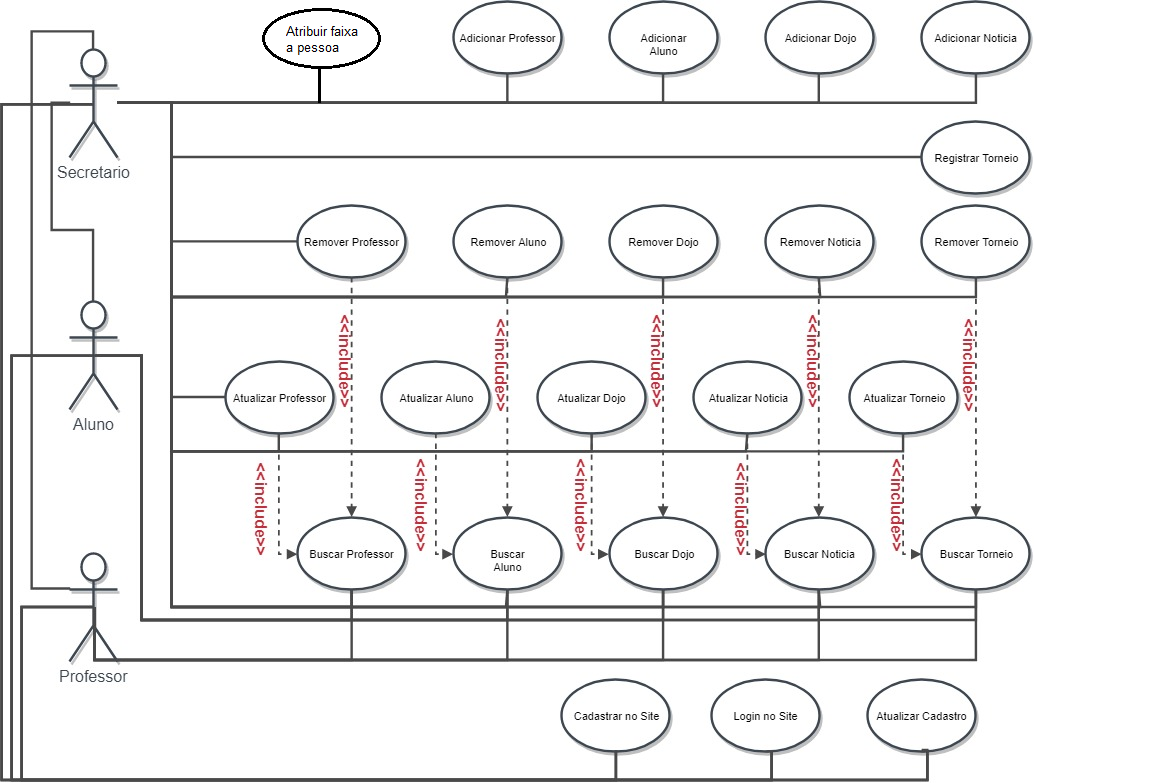 Atribuir faixa
a pessoa
Adicionar Professor
Adicionar
Aluno
Adicionar Dojo
Adicionar Noticia
Secretario
Registrar Torneio
Remover Professor
Remover Aluno
Remover Dojo
Remover Noticia
Remover Torneio
<<include>>
<<include>>
<<include>>
<<include>>
<<include>>
Aluno
Atualizar Professor
Atualizar Aluno
Atualizar Dojo
Atualizar Noticia
Atualizar Torneio
<<include>>
<<include>>
<<include>>
<<include>>
<<include>>
Buscar Professor
Buscar
Aluno
Buscar Dojo
Buscar Noticia
Buscar Torneio
Professor
Cadastrar no Site
Login no Site
Atualizar Cadastro